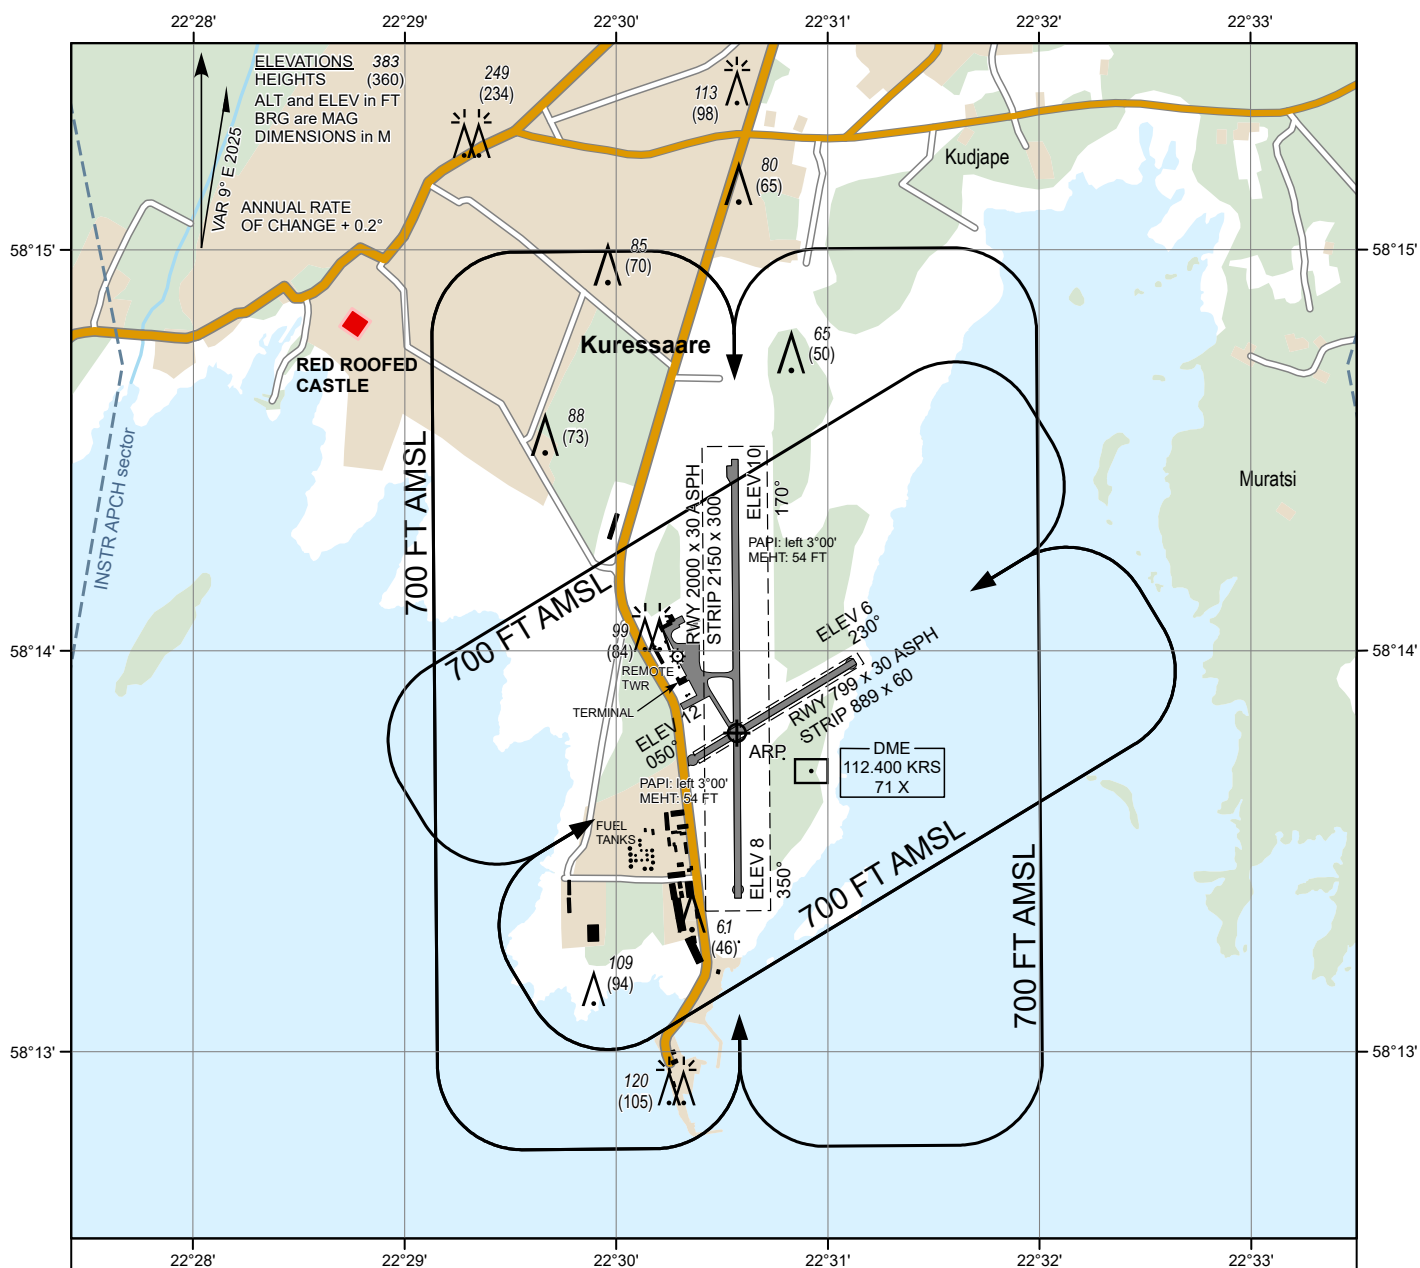 22°28'
22°29'
22°30'
22°31'
22°32'
22°33'
ELEVATIONS 383
HEIGHTS (360)
ALT and ELEV in FT
BRG are MAG
DIMENSIONS in M
VAR 9° E 2025
ANNUAL RATE
OF CHANGE + 0.2°
249
(234)
113
(98)
80
(65)
Kudjape
58°15'
58°15'
85
(70)
Kuressaare
65
(50)
RED ROOFED
CASTLE
88
(73)
INSTR APCH sector
700 FT AMSL
Muratsi
RWY 2000 x 30 ASPH
STRIP 2150 x 300
ELEV 10
170°
PAPI: left 3°00'
MEHT: 54 FT
700 FT AMSL
58°14'
58°14'
99
(84)
REMOTE
TWR
TERMINAL
ELEV 6
230°
RWY 799 x 30 ASPH
STRIP 889 x 60
ELEV 12
050°
ARP
DME
112.400 KRS
71 X
PAPI: left 3°00'
MEHT: 54 FT
FUEL
TANKS
ELEV 8
350°
700 FT AMSL
700 FT AMSL
61
(46)
109
(94)
58°13'
58°13'
120
(105)
22°28'
22°29'
22°30'
22°31'
22°32'
22°33'